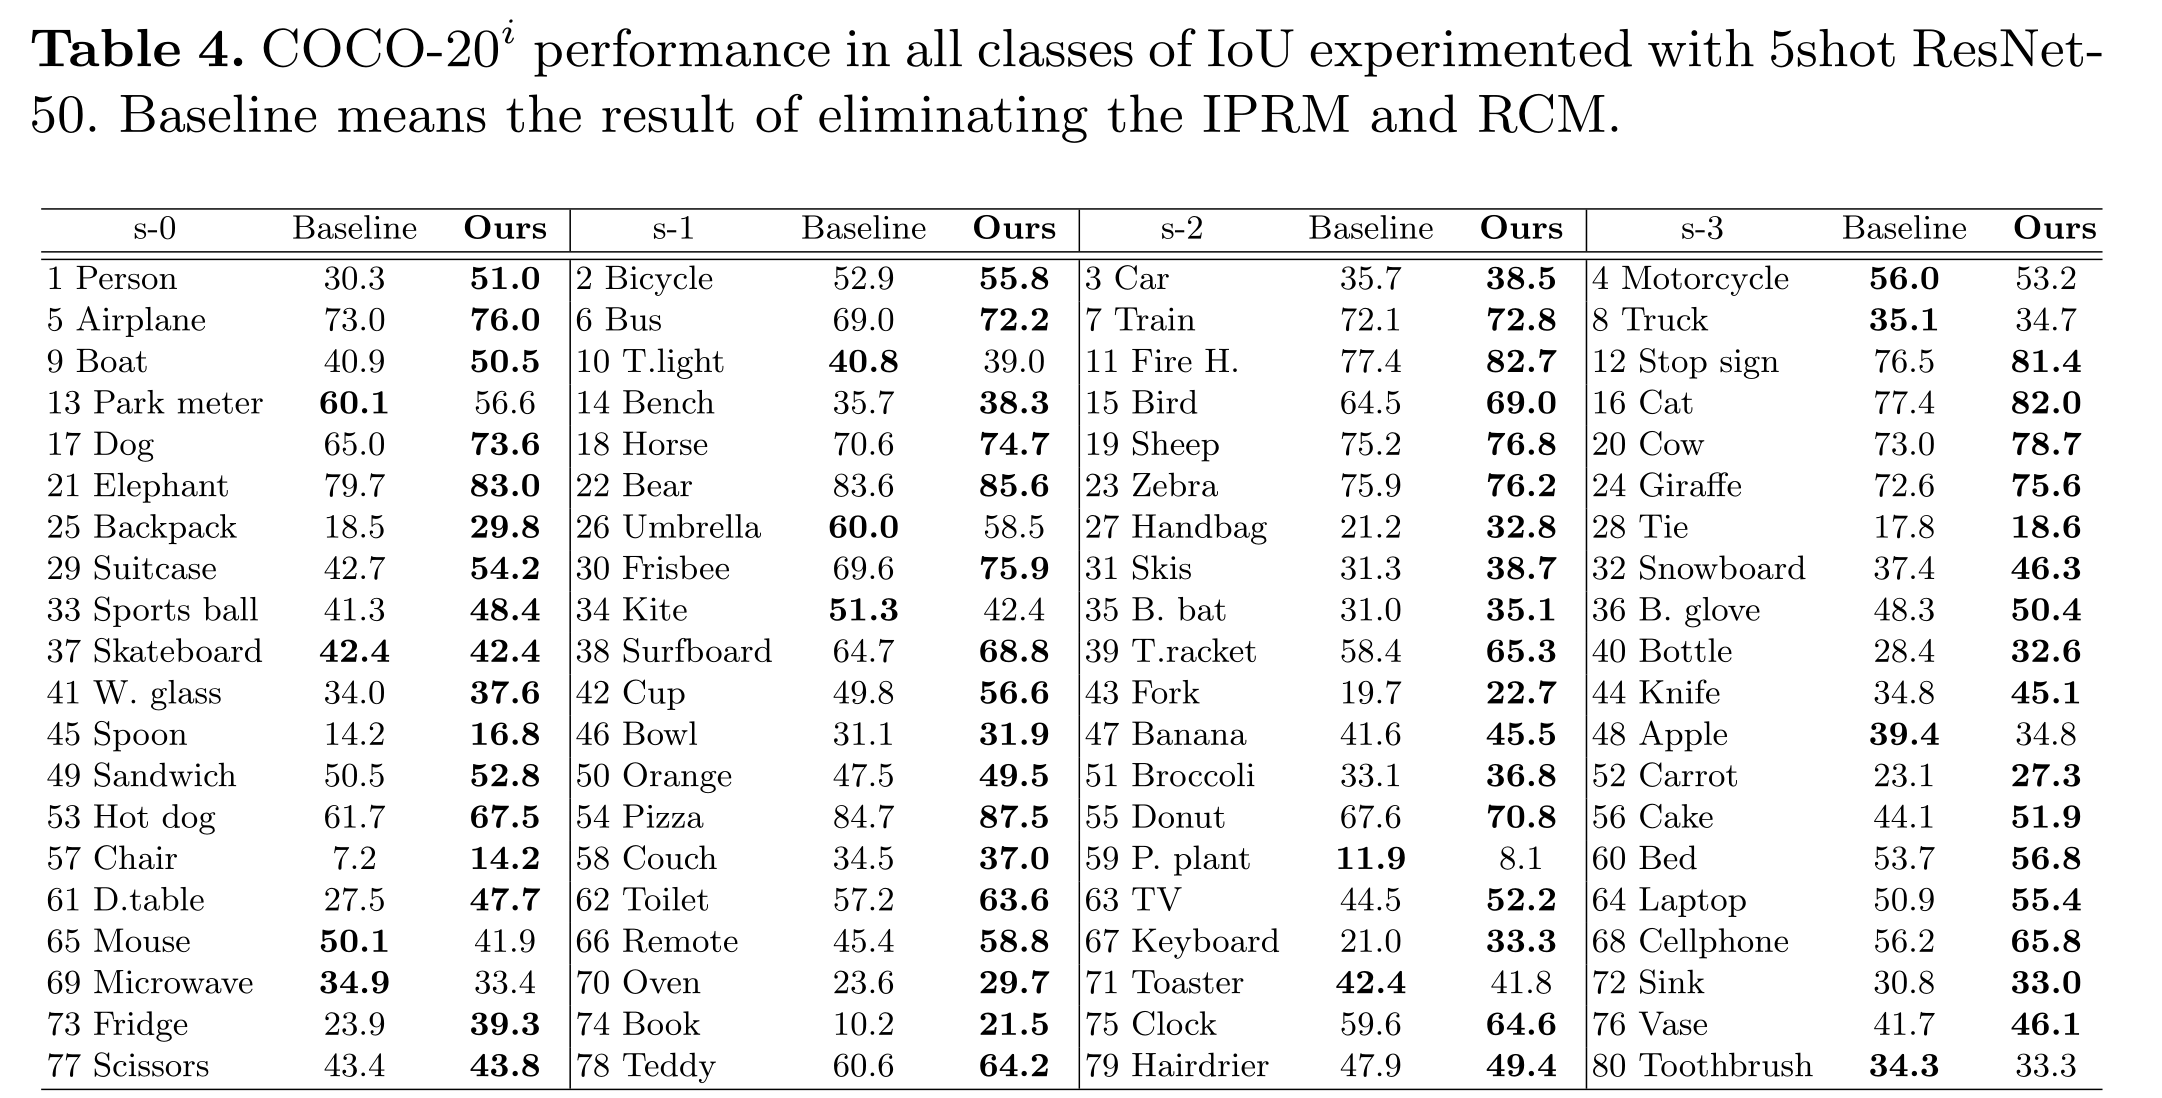 Table 4. COCO-20i performance in all classes of IoU experimented with 5shot ResNet-
50. Baseline means the result of eliminating the IPRM and RCM.
s-0 Baseline Ours s-1 Baseline Ours s-2 Baseline Ours s-3 Baseline Ours
1 Person 30.3 51.0 2 Bicycle 52.9 55.8 3 Car 35.7 38.5 4 Motorcycle 56.0 53.2
5 Airplane 73.0 76.0 6 Bus 69.0 72.2 7 Train 72.1 72.8 8 Truck 35.1 34.7
9 Boat 40.9 50.5 10 T.light 40.8 39.0 11 Fire H. 77.4 82.7 12 Stop sign 76.5 81.4
13 Park meter 60.1 56.6 14 Bench 35.7 38.3 15 Bird 64.5 69.0 16 Cat 77.4 82.0
17 Dog 65.0 73.6 18 Horse 70.6 74.7 19 Sheep 75.2 76.8 20 Cow 73.0 78.7
21 Elephant 79.7 83.0 22 Bear 83.6 85.6 23 Zebra 75.9 76.2 24 Giraffe 72.6 75.6
25 Backpack 18.5 29.8 26 Umbrella 60.0 58.5 27 Handbag 21.2 32.8 28 Tie 17.8 18.6
29 Suitcase 42.7 54.2 30 Frisbee 69.6 75.9 31 Skis 31.3 38.7 32 Snowboard 37.4 46.3
33 Sports ball 41.3 48.4 34 Kite 51.3 42.4 35 B. bat 31.0 35.1 36 B. glove 48.3 50.4
37 Skateboard 42.4 42.4 38 Surfboard 64.7 68.8 39 T.racket 58.4 65.3 40 Bottle 28.4 32.6
41 W. glass 34.0 37.6 42 Cup 49.8 56.6 43 Fork 19.7 22.7 44 Knife 34.8 45.1
45 Spoon 14.2 16.8 46 Bowl 31.1 31.9 47 Banana 41.6 45.5 48 Apple 39.4 34.8
49 Sandwich 50.5 52.8 50 Orange 47.5 49.5 51 Broccoli 33.1 36.8 52 Carrot 23.1 27.3
53 Hot dog 61.7 67.5 54 Pizza 84.7 87.5 55 Donut 67.6 70.8 56 Cake 44.1 51.9
57 Chair 7.2 14.2 58 Couch 34.5 37.0 59 P. plant 11.9 8.1 60 Bed 53.7 56.8
61 D.table 27.5 47.7 62 Toilet 57.2 63.6 63 TV 44.5 52.2 64 Laptop 50.9 55.4
65 Mouse 50.1 41.9 66 Remote 45.4 58.8 67 Keyboard 21.0 33.3 68 Cellphone 56.2 65.8
69 Microwave 34.9 33.4 70 Oven 23.6 29.7 71 Toaster 42.4 41.8 72 Sink 30.8 33.0
73 Fridge 23.9 39.3 74 Book 10.2 21.5 75 Clock 59.6 64.6 76 Vase 41.7 46.1
77 Scissors 43.4 43.8 78 Teddy 60.6 64.2 79 Hairdrier 47.9 49.4 80 Toothbrush 34.3 33.3